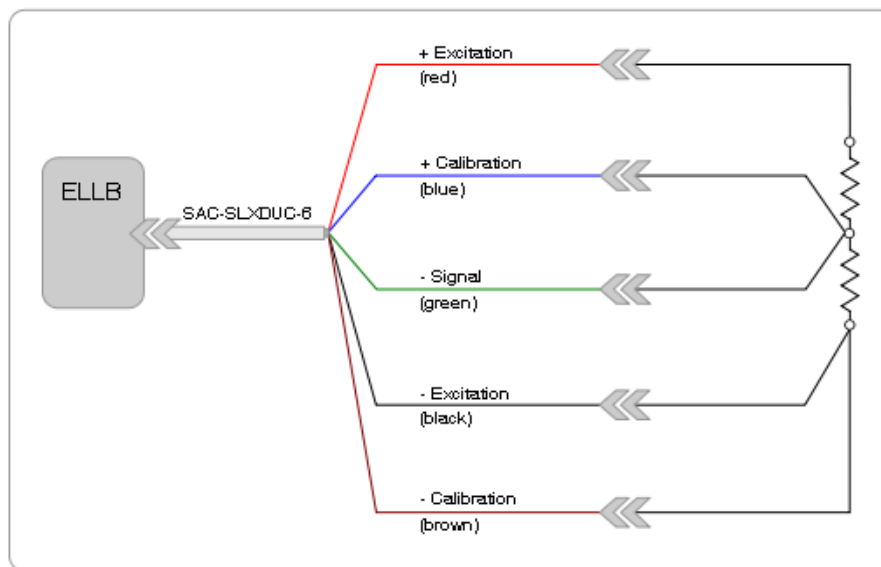 + Excitation
(red)
ELLB
SAC-SLXDUC-6
+ Calibration
(blue)
- Signal
(green)
- Excitation
(black)
- Calibration
(brown)